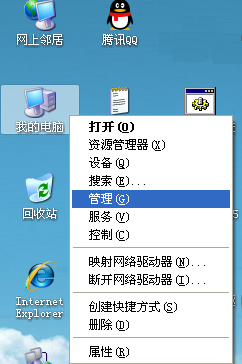 网上邻居
腾讯QQ
我的电脑
打开(O)
资源管理器(X)
设备(Q)
搜索(E)...
管理(G)
服务(V)
控制(C)
映射网络驱动器(N)...
断开网络驱动器(I)...
创建快捷方式(S)
删除(D)
属性(R)
回收站
Internet
Explorer